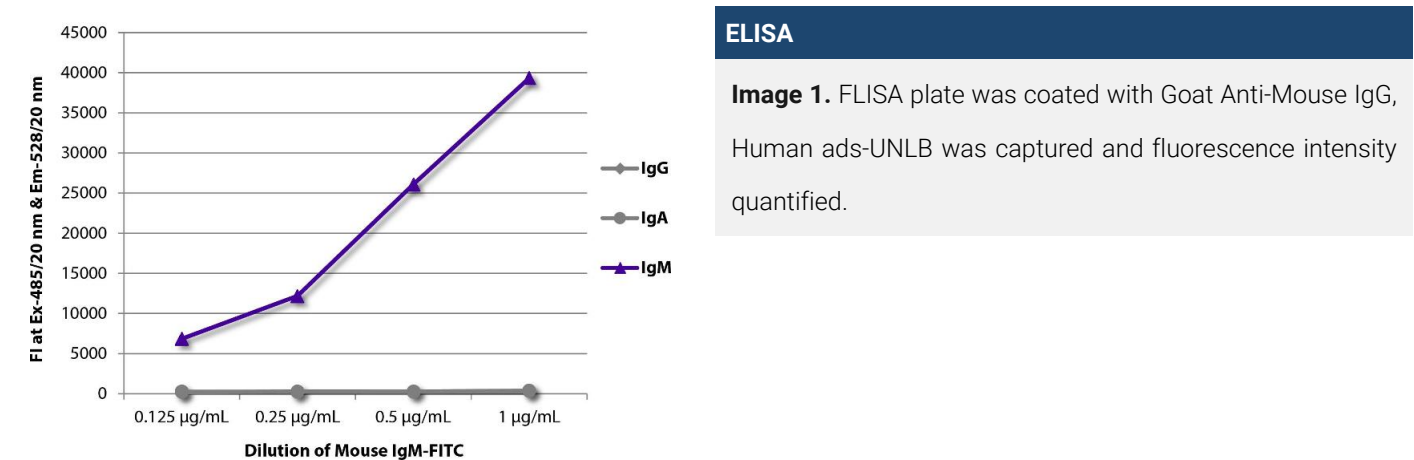 45000
40000
35000
30000
25000
20000
15000
10000
5000
0
FI at Ex-485/20 nm & Em-528/20 nm
0.125 µg/mL 0.25 µg/mL 0.5 µg/mL 1 µg/mL
Dilution of Mouse IgM-FITC
IgG
IgA
IgM
ELISA
Image 1. FLISA plate was coated with Goat Anti-Mouse IgG,
Human ads-UNLB was captured and fluorescence intensity
quantified.